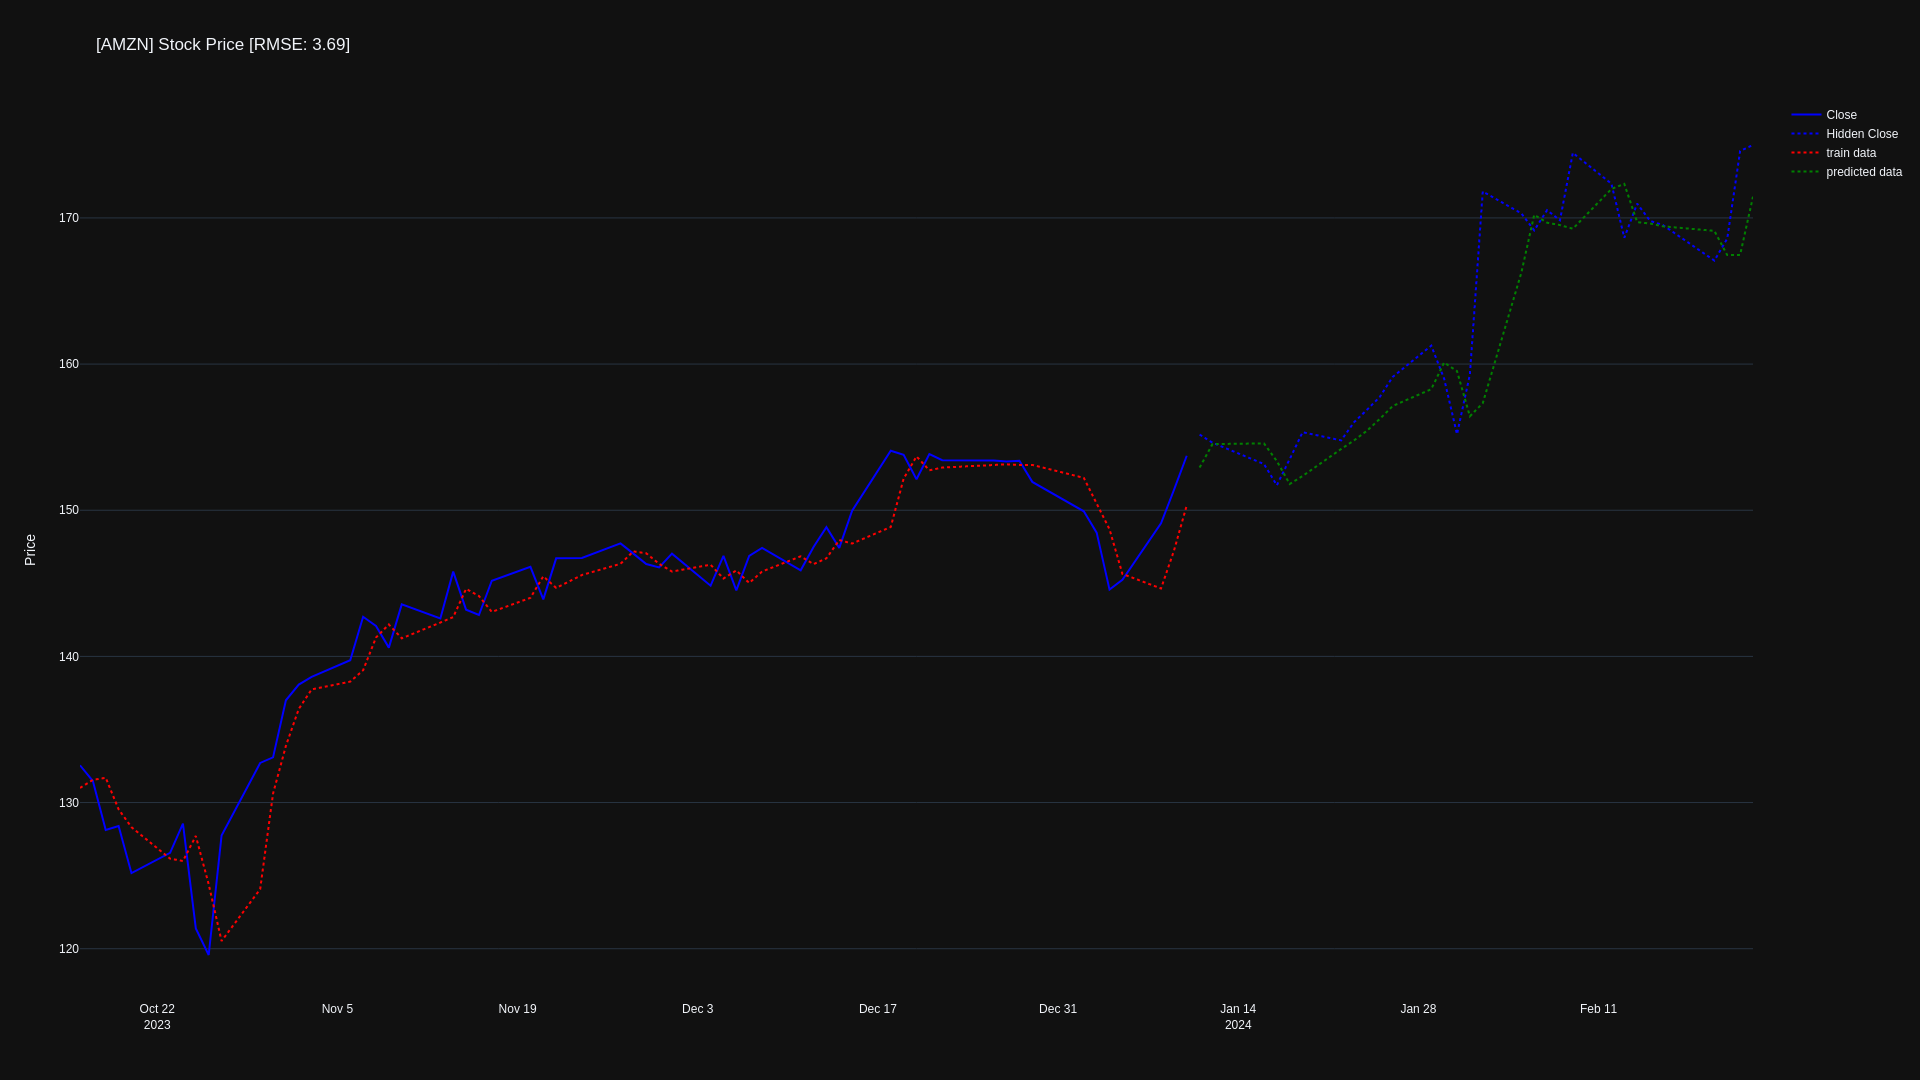 [AMZN] Stock Price [RMSE: 3.69]
Close
Hidden Close
train data
predicted data
170
160
150
140
130
120
Price
Oct 22
2023
Nov 5
Nov 19
Dec 3
Dec 17
Dec 31
Jan 14
2024
Jan 28
Feb 11